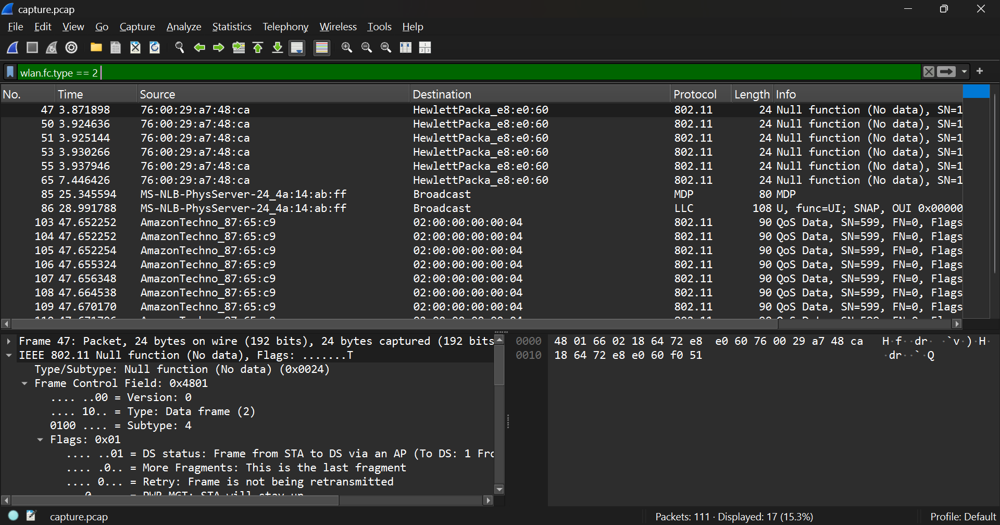 capture.pcap
File Edit View Go Capture Analyze Statistics Telephony Wireless Tools Help
wlan.fc.type == 2
No. Time Source Destination Protocol Length Info
47 3.871898 76:00:29:a7:48:ca HewlettPacka_e8:e0:60 802.11 24 Null function (No data), SN=1
50 3.924636 76:00:29:a7:48:ca HewlettPacka_e8:e0:60 802.11 24 Null function (No data), SN=1
51 3.925144 76:00:29:a7:48:ca HewlettPacka_e8:e0:60 802.11 24 Null function (No data), SN=1
53 3.930266 76:00:29:a7:48:ca HewlettPacka_e8:e0:60 802.11 24 Null function (No data), SN=1
55 3.937946 76:00:29:a7:48:ca HewlettPacka_e8:e0:60 802.11 24 Null function (No data), SN=1
65 7.446426 76:00:29:a7:48:ca HewlettPacka_e8:e0:60 802.11 24 Null function (No data), SN=1
85 25.345594 MS-NLB-PhysServer-24_4a:14:ab:ff Broadcast MDP 80 MDP
86 28.991788 MS-NLB-PhysServer-24_4a:14:ab:ff Broadcast LLC 108 U, func=UI; SNAP, OUI 0x00000
103 47.652252 AmazonTechno_87:65:c9 02:00:00:00:00:04 802.11 90 QoS Data, SN=599, FN=0, Flags
104 47.652252 AmazonTechno_87:65:c9 02:00:00:00:00:04 802.11 90 QoS Data, SN=599, FN=0, Flags
105 47.652254 AmazonTechno_87:65:c9 02:00:00:00:00:04 802.11 90 QoS Data, SN=599, FN=0, Flags
106 47.655324 AmazonTechno_87:65:c9 02:00:00:00:00:04 802.11 90 QoS Data, SN=599, FN=0, Flags
107 47.656348 AmazonTechno_87:65:c9 02:00:00:00:00:04 802.11 90 QoS Data, SN=599, FN=0, Flags
108 47.664538 AmazonTechno_87:65:c9 02:00:00:00:00:04 802.11 90 QoS Data, SN=599, FN=0, Flags
109 47.670170 AmazonTechno_87:65:c9 02:00:00:00:00:04 802.11 90 QoS Data, SN=599, FN=0, Flags
Frame 47: Packet, 24 bytes on wire (192 bits), 24 bytes captured (192 bits
IEEE 802.11 Null function (No data), Flags: .......T
Type/Subtype: Null function (No data) (0x0024)
Frame Control Field: 0x4801
.... ..00 = Version: 0
.... 10.. = Type: Data frame (2)
0100 .... = Subtype: 4
Flags: 0x01
.... ..01 = DS status: Frame from STA to DS via an AP (To DS: 1 Fro
.... .0.. = More Fragments: This is the last fragment
.... 0... = Retry: Frame is not being retransmitted
0000 48 01 66 02 18 64 72 e8 e0 60 76 00 29 a7 48 ca H·f··dr· ·`v·)·H·
0010 18 64 72 e8 e0 60 f0 51 ·dr··`·Q
capture.pcap
Packets: 111 · Displayed: 17 (15.3%)
Profile: Default